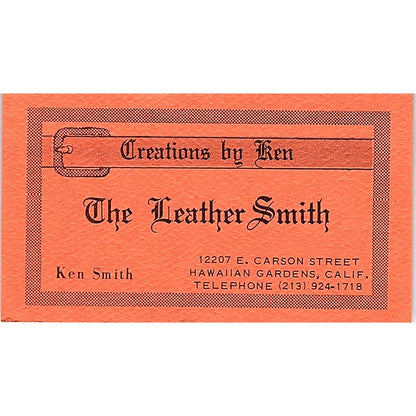 Creations by Ken
The Leather Smith
Ken Smith
12207 E. CARSON STREET
HAWAIIAN GARDENS, CALIF.
TELEPHONE (213) 924-1718